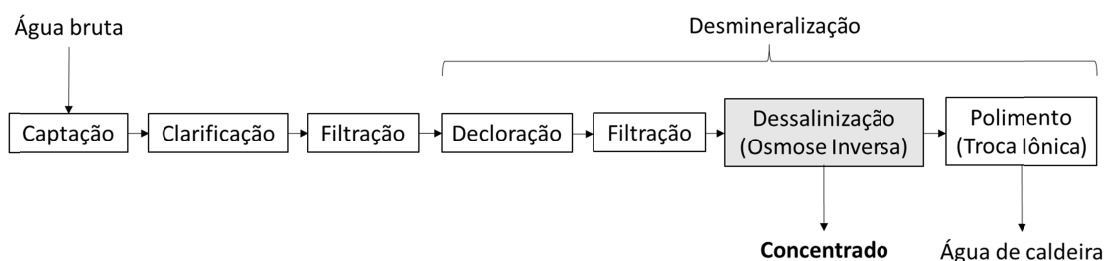 Água bruta
Desmineralização
Captação
Clarificação
Filtração
Decloração
Filtração
Dessalinização
(Osmose Inversa)
Polimento
(Troca Iônica)
Concentrado
Água de caldeira